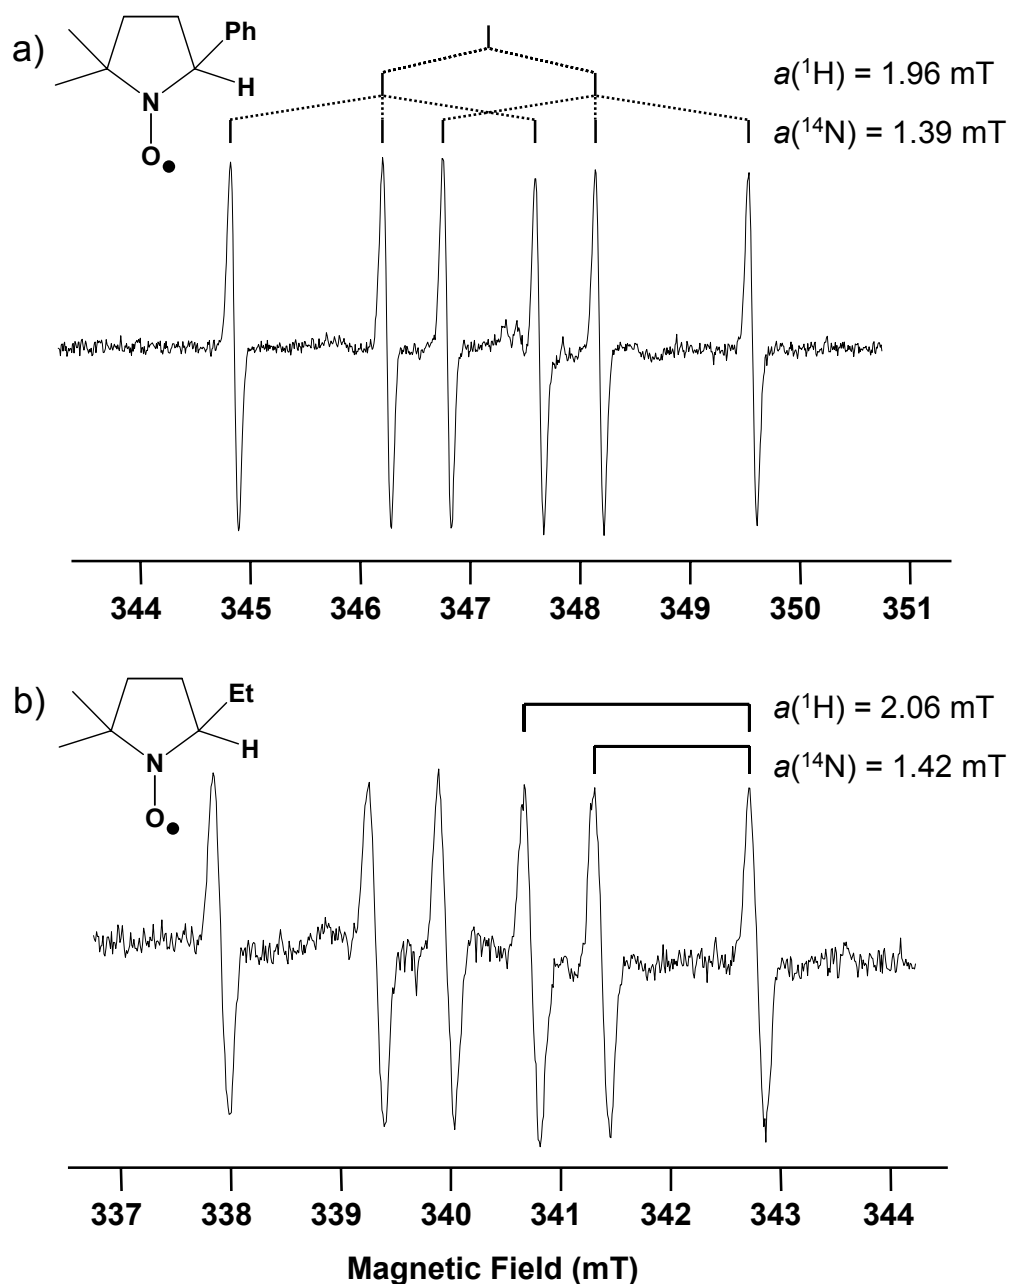 a)
Ph
H
N
O
a(¹H) = 1.96 mT
a(¹⁴N) = 1.39 mT
344 345 346 347 348 349 350 351
b)
Et
H
N
O
a(¹H) = 2.06 mT
a(¹⁴N) = 1.42 mT
337 338 339 340 341 342 343 344
Magnetic Field (mT)